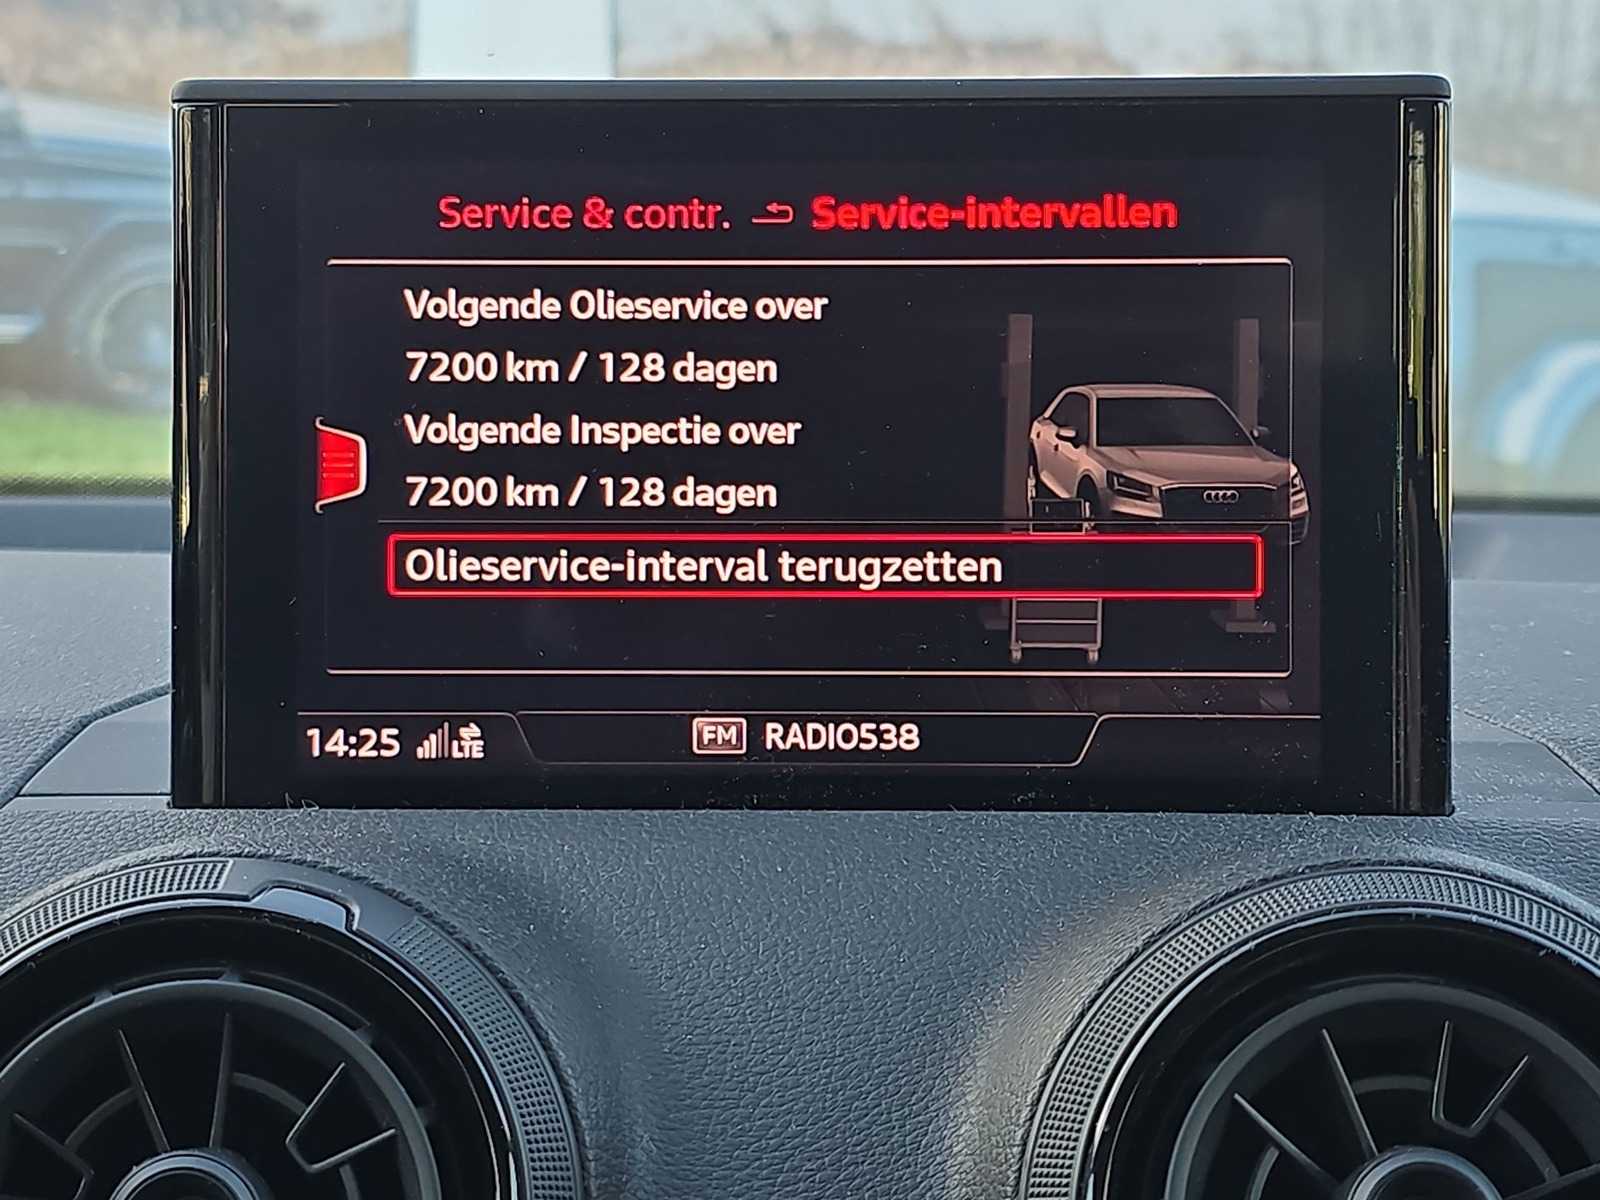 Service & contr. Service-intervallen
Volgende Olieservice over
7200 km / 128 dagen
Volgende Inspectie over
7200 km / 128 dagen
Olieservice-interval terugzetten
14:25 LTE FM RADIO538